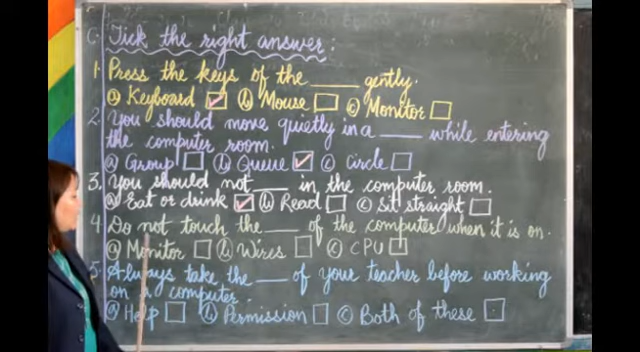 C. Tick the right answer:
1. Press the keys of the ____ gently.
a Keyboard ☑ b Mouse ☐ c Monitor ☐
2. You should move quietly in a ____ while entering
the computer room.
a Group ☐ b Queue ☑ c Circle ☐
3. You should not ____ in the computer room.
a Eat or drink ☑ b Read ☐ c Sit straight ☐
4 Do not touch the ____ of the computer when it is on.
a Monitor ☐ b Wires ☐ c CPU ☐
5. Always take the ____ of your teacher before working
on a computer.
a Help ☐ b Permission ☐ c Both of these ☐